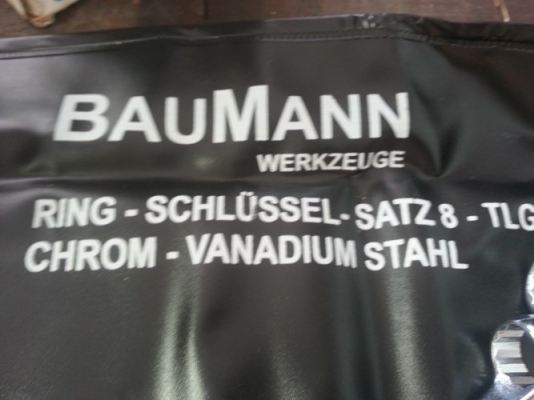 BAUMANN
WERKZEUGE
RING - SCHLÜSSEL- SATZ 8 - TLG
CHROM - VANADIUM STAHL